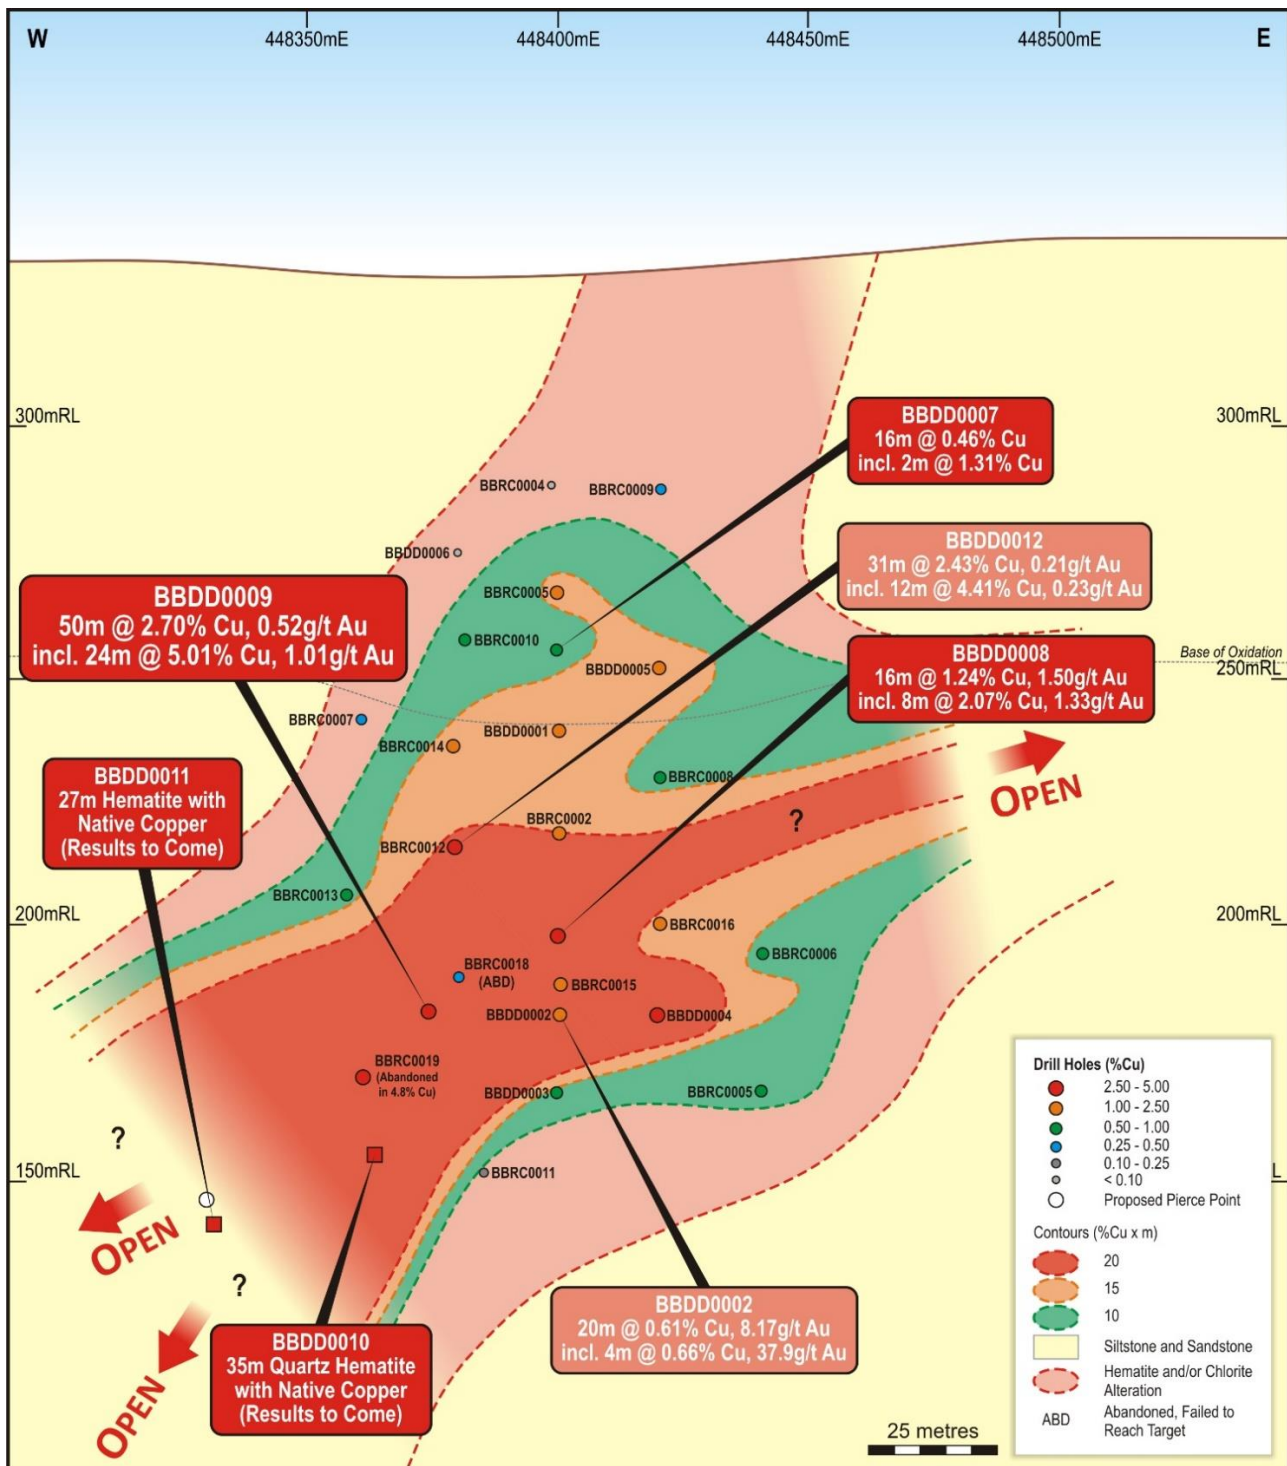 W
448350mE
448400mE
448450mE
448500mE
E
300mRL
300mRL
BBDD0007
16m @ 0.46% Cu
incl. 2m @ 1.31% Cu
BBRC0004
BBRC0009
BBDD0006
BBDD0012
31m @ 2.43% Cu, 0.21g/t Au
incl. 12m @ 4.41% Cu, 0.23g/t Au
BBDD0009
50m @ 2.70% Cu, 0.52g/t Au
incl. 24m @ 5.01% Cu, 1.01g/t Au
BBRC0005
BBRC0010
BBDD0005
BBDD0008
16m @ 1.24% Cu, 1.50g/t Au
incl. 8m @ 2.07% Cu, 1.33g/t Au
Base of Oxidation
250mRL
BBRC0007
BBRC0014
BBDD0001
BBRC0008
OPEN
BBDD0011
27m Hematite with
Native Copper
(Results to Come)
?
BBRC0002
BBRC0012
BBRC0013
200mRL
200mRL
BBRC0016
BBRC0006
BBRC0018
(ABD)
BBRC0015
BBDD0002
BBDD0004
BBRC0019
(Abandoned
in 4.8% Cu)
BBDD0003
BBRC0005
?
150mRL
BBRC0011
L
OPEN
?
OPEN
BBDD0010
35m Quartz Hematite
with Native Copper
(Results to Come)
BBDD0002
20m @ 0.61% Cu, 8.17g/t Au
incl. 4m @ 0.66% Cu, 37.9g/t Au
25 metres
Drill Holes (%Cu)
2.50 - 5.00
1.00 - 2.50
0.50 - 1.00
0.25 - 0.50
0.10 - 0.25
< 0.10
Proposed Pierce Point
Contours (%Cu x m)
20
15
10
Siltstone and Sandstone
Hematite and/or Chlorite
Alteration
ABD Abandoned, Failed to
Reach Target